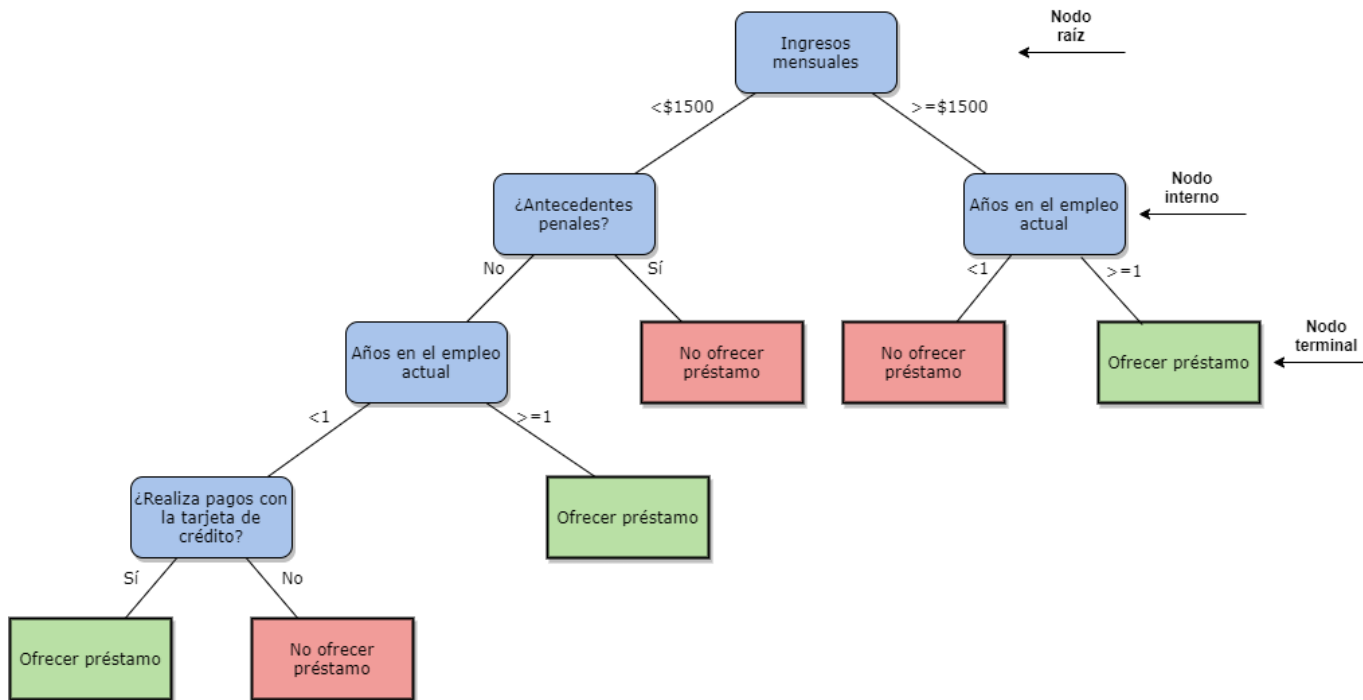 Nodo
raíz
Ingresos
mensuales
<$1500
>=$1500
Nodo
interno
¿Antecedentes
penales?
Años en el empleo
actual
No
Sí
<1
>=1
Nodo
terminal
Años en el empleo
actual
No ofrecer
préstamo
No ofrecer
préstamo
Ofrecer préstamo
<1
>=1
¿Realiza pagos con
la tarjeta de
crédito?
Ofrecer préstamo
Sí
No
Ofrecer préstamo
No ofrecer
préstamo